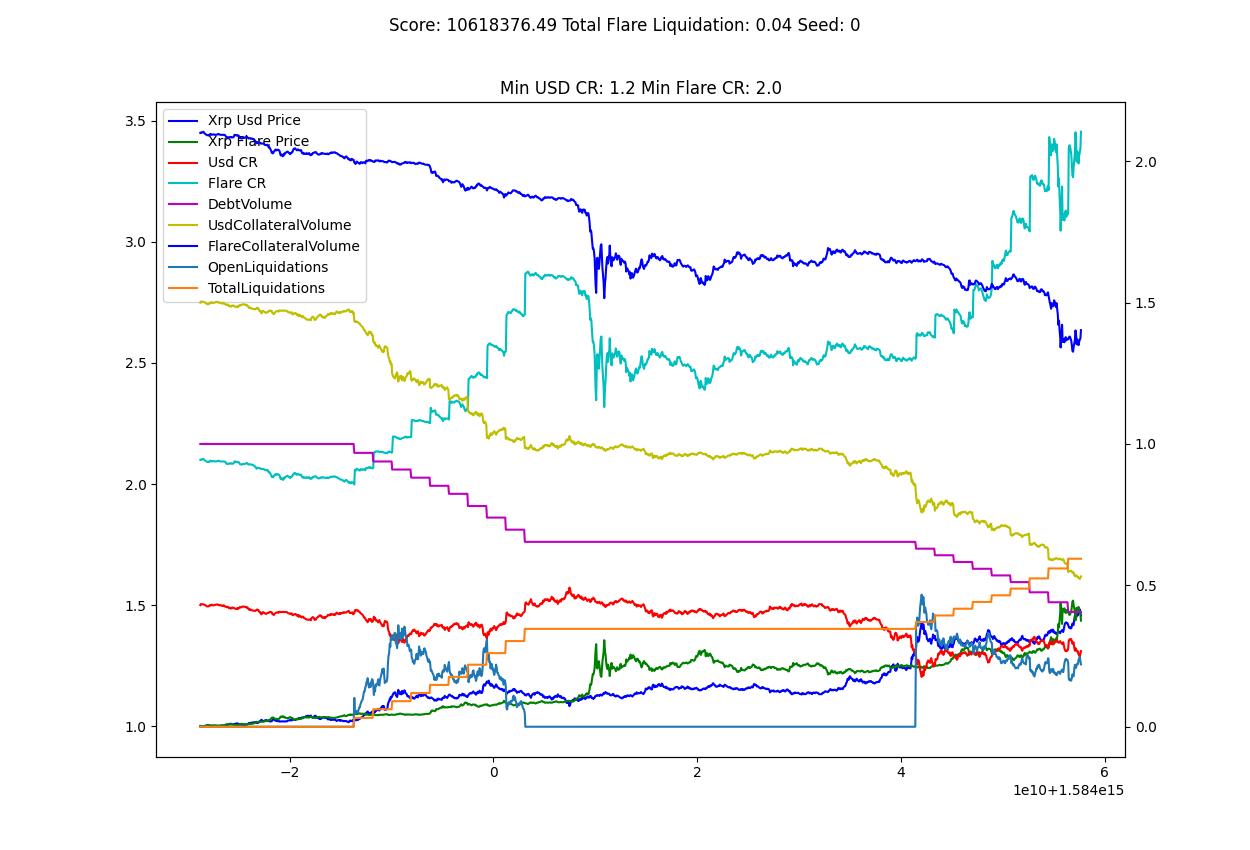 Score: 10618376.49 Total Flare Liquidation: 0.04 Seed: 0
Min USD CR: 1.2 Min Flare CR: 2.0
Xrp Usd Price
Xrp Flare Price
Usd CR
Flare CR
DebtVolume
UsdCollateralVolume
FlareCollateralVolume
OpenLiquidations
TotalLiquidations
3.5
3.0
2.5
2.0
1.5
1.0
2.0
1.5
1.0
0.5
0.0
−2
0
2
4
6
1e10+1.584e15